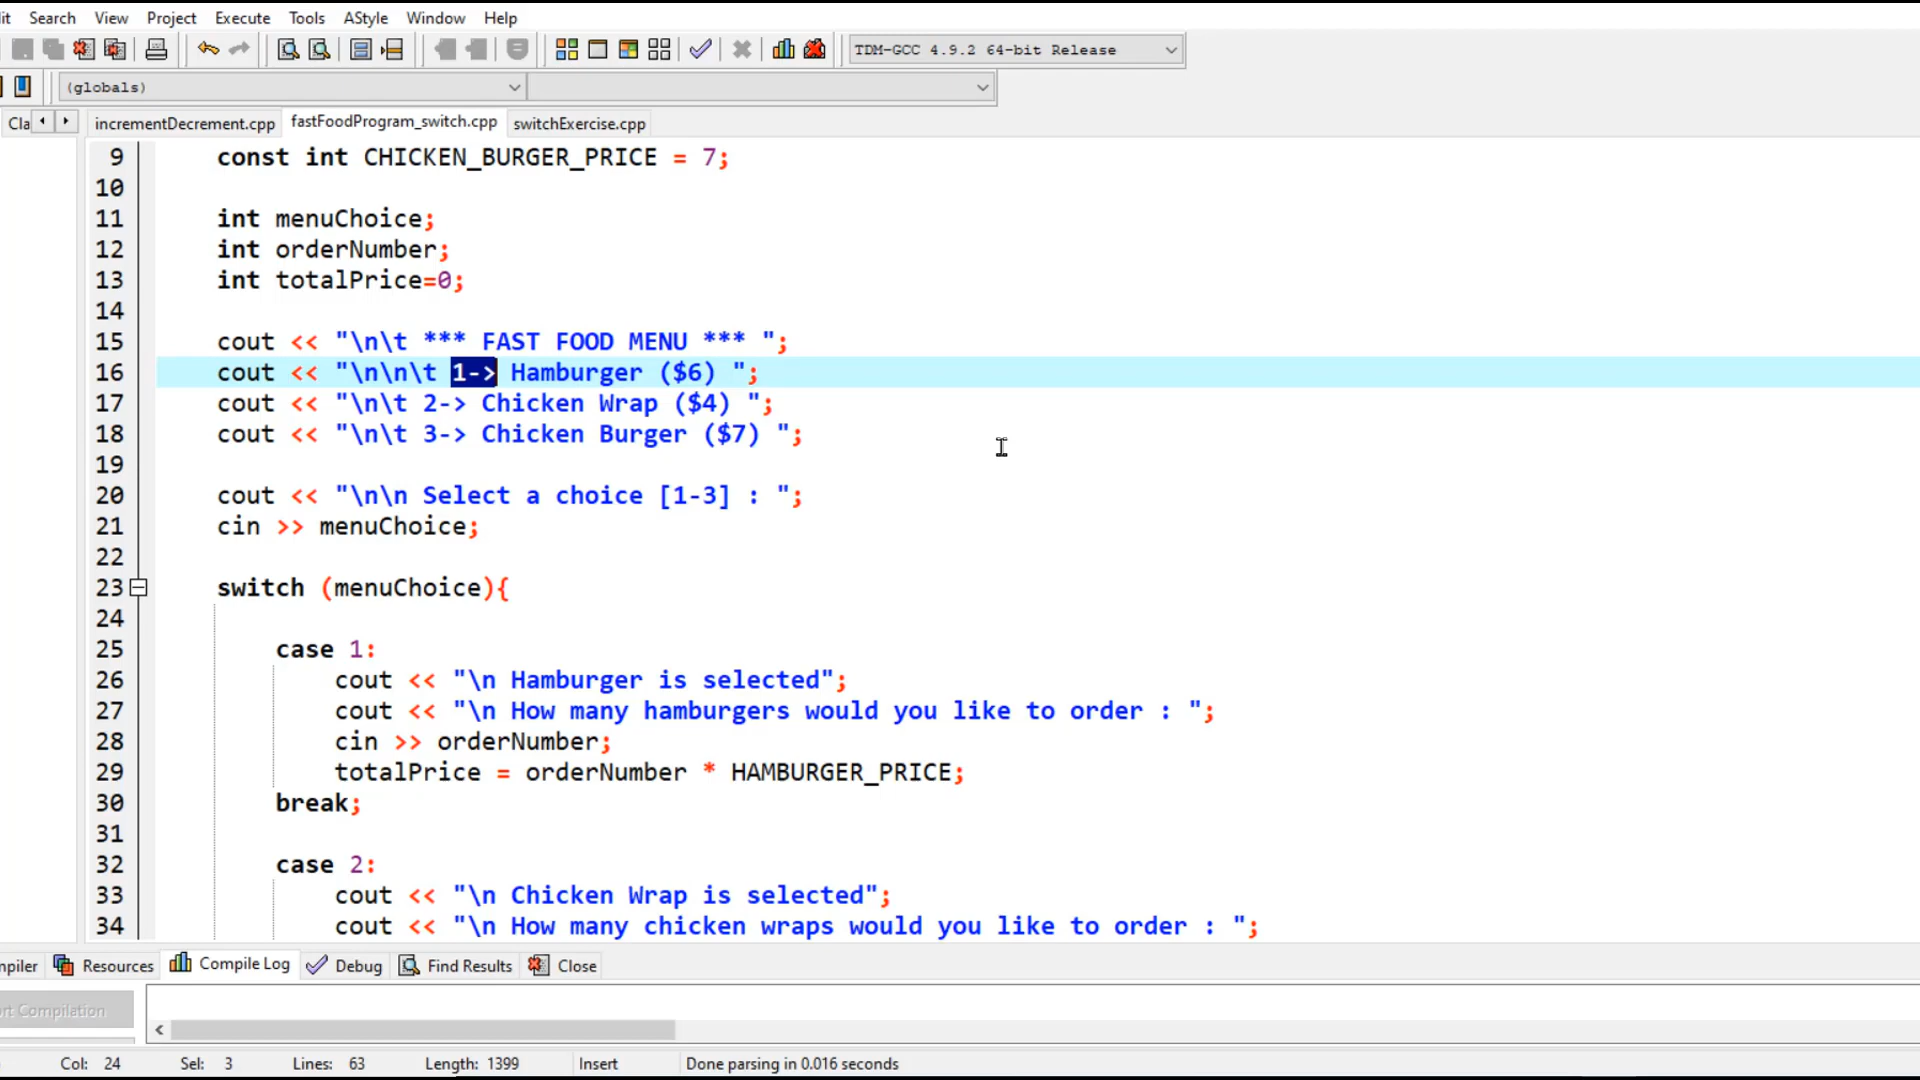 it Search View Project Execute Tools AStyle Window Help
TDM-GCC 4.9.2 64-bit Release
(globals)
Cla incrementDecrement.cpp fastFoodProgram_switch.cpp switchExercise.cpp
9 const int CHICKEN_BURGER_PRICE = 7;
10
11 int menuChoice;
12 int orderNumber;
13 int totalPrice=0;
14
15 cout << "\n\t *** FAST FOOD MENU *** ";
16 cout << "\n\n\t 1-> Hamburger ($6) ";
17 cout << "\n\t 2-> Chicken Wrap ($4) ";
18 cout << "\n\t 3-> Chicken Burger ($7) ";
19
20 cout << "\n\n Select a choice [1-3] : ";
21 cin >> menuChoice;
22
23 switch (menuChoice){
24
25 case 1:
26 cout << "\n Hamburger is selected";
27 cout << "\n How many hamburgers would you like to order : ";
28 cin >> orderNumber;
29 totalPrice = orderNumber * HAMBURGER_PRICE;
30 break;
31
32 case 2:
33 cout << "\n Chicken Wrap is selected";
34 cout << "\n How many chicken wraps would you like to order : ";
mpiler Resources Compile Log Debug Find Results Close
rt Compilation
Col: 24 Sel: 3 Lines: 63 Length: 1399 Insert Done parsing in 0.016 seconds